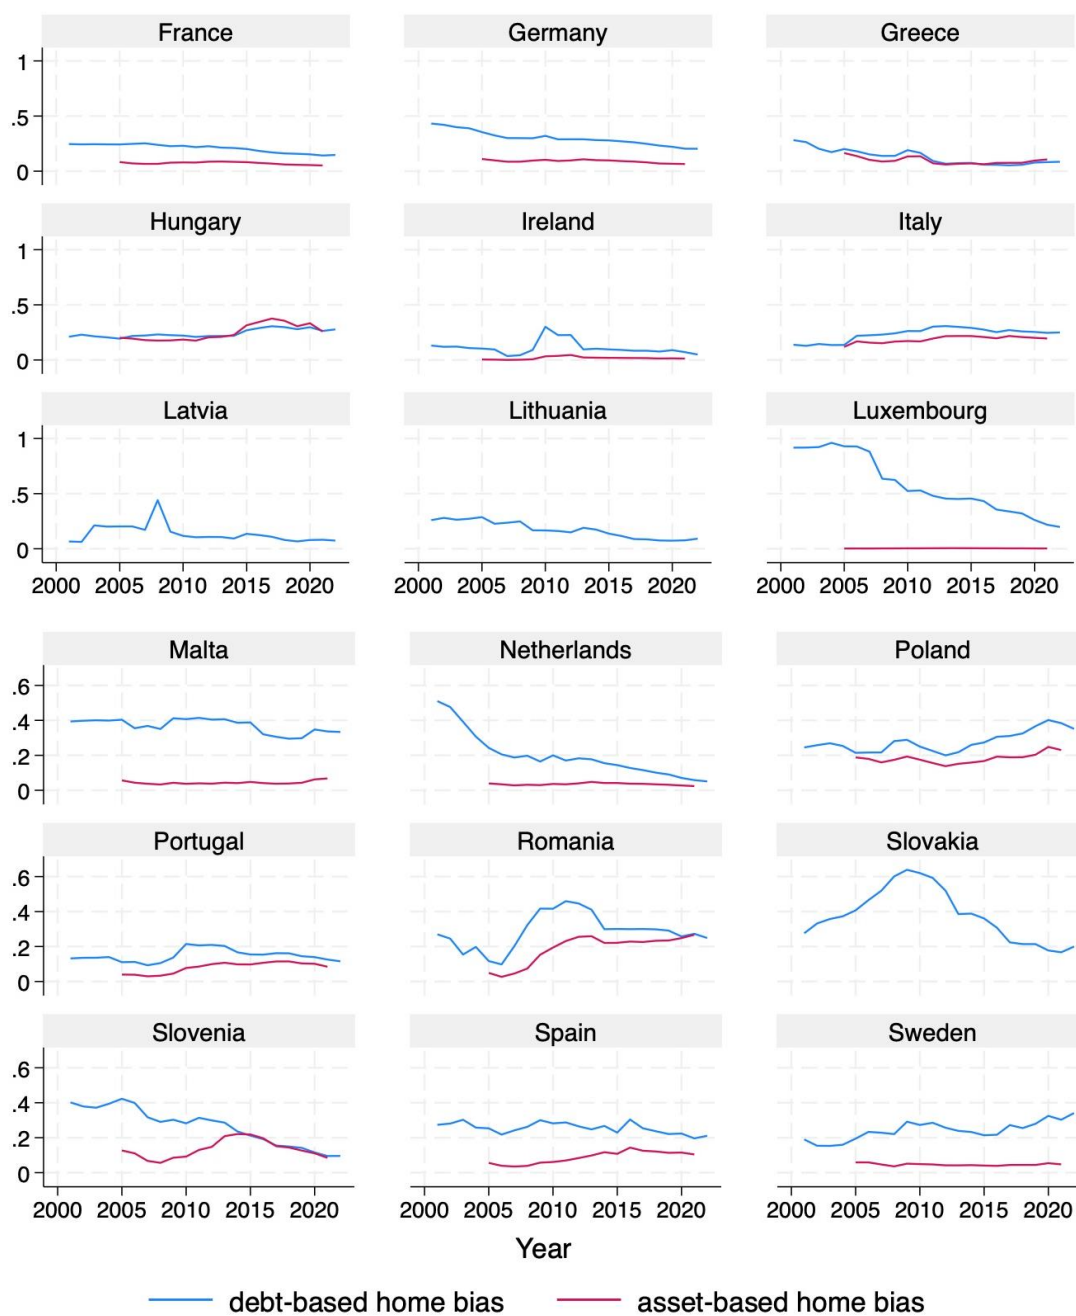 France Germany Greece
1
.5
0
Hungary Ireland Italy
1
.5
0
Latvia Lithuania Luxembourg
1
.5
0
2000 2005 2010 2015 2020 2000 2005 2010 2015 2020 2000 2005 2010 2015 2020
Malta Netherlands Poland
.6
.4
.2
0
Portugal Romania Slovakia
.6
.4
.2
0
Slovenia Spain Sweden
.6
.4
.2
0
2000 2005 2010 2015 2020 2000 2005 2010 2015 2020 2000 2005 2010 2015 2020
Year
debt-based home bias asset-based home bias